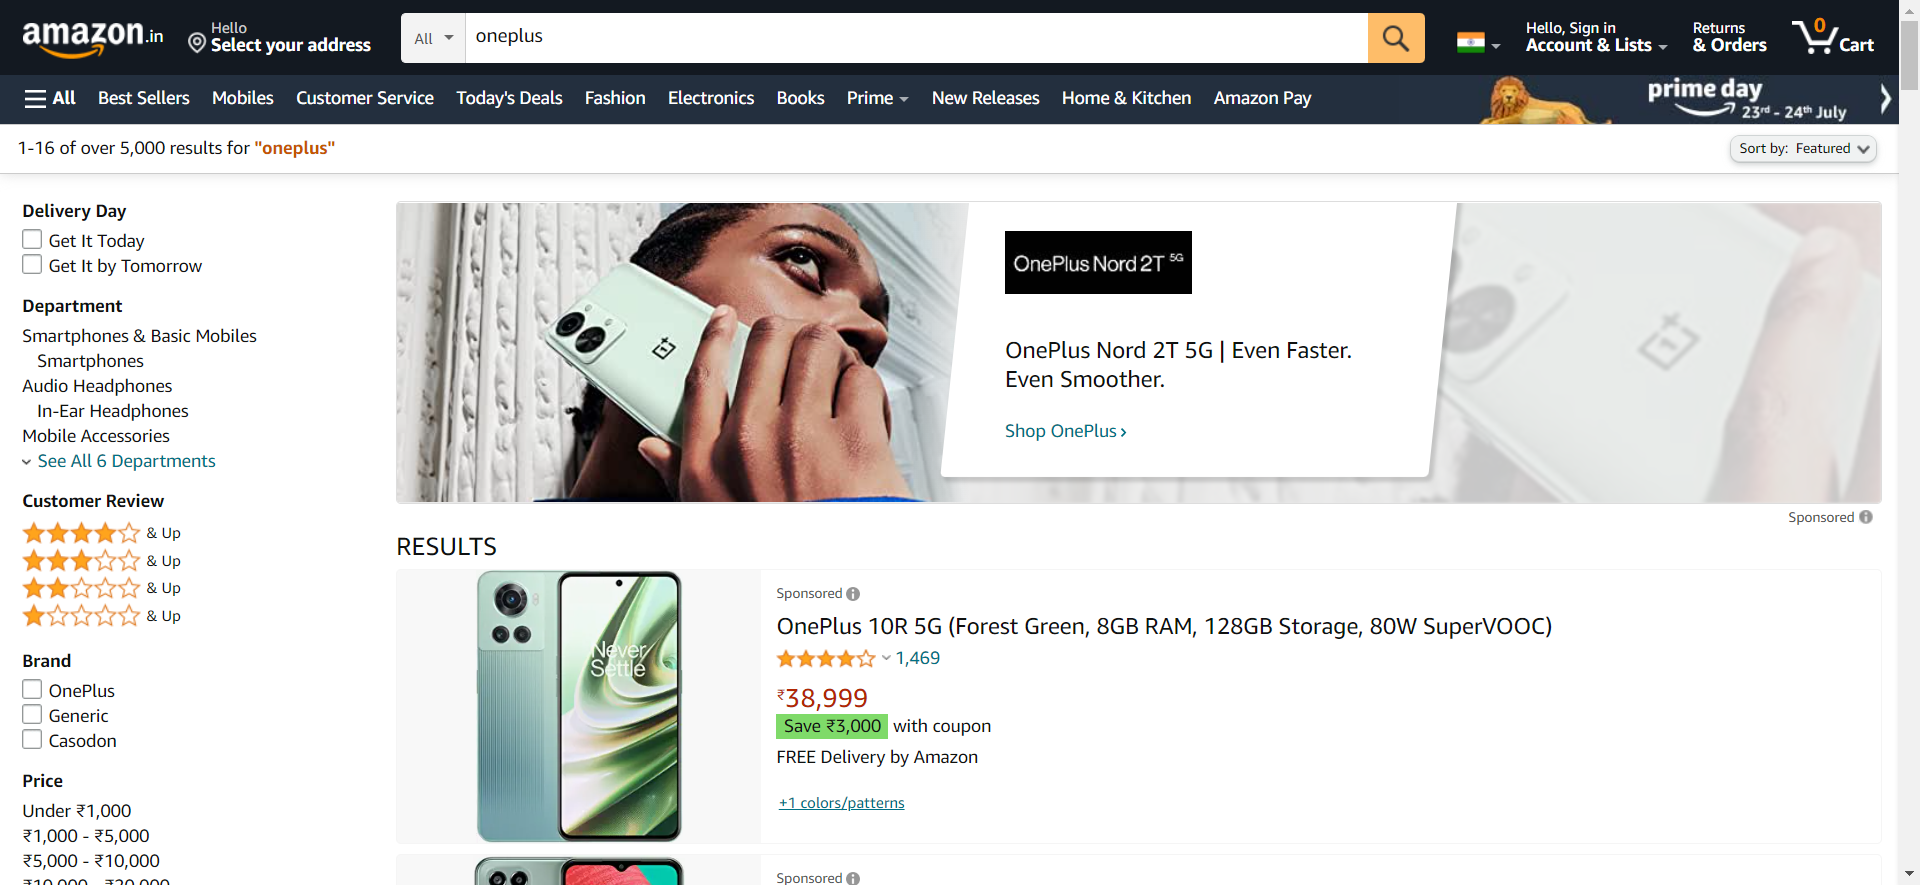 amazon.in
Hello
Select your address
All
oneplus
Hello, Sign in
Account & Lists
Returns
& Orders
0
Cart
All
Best Sellers
Mobiles
Customer Service
Today's Deals
Fashion
Electronics
Books
Prime
New Releases
Home & Kitchen
Amazon Pay
prime day
23rd - 24th July
1-16 of over 5,000 results for "oneplus"
Sort by: Featured
Delivery Day
Get It Today
Get It by Tomorrow
Department
Smartphones & Basic Mobiles
Smartphones
Audio Headphones
In-Ear Headphones
Mobile Accessories
See All 6 Departments
Customer Review
& Up
& Up
& Up
& Up
Brand
OnePlus
Generic
Casodon
Price
Under ₹1,000
₹1,000 - ₹5,000
₹5,000 - ₹10,000
₹10,000 - ₹20,000
OnePlus Nord 2T 5G
OnePlus Nord 2T 5G | Even Faster.
Even Smoother.
Shop OnePlus ›
Sponsored
RESULTS
Never
Settle
Sponsored
OnePlus 10R 5G (Forest Green, 8GB RAM, 128GB Storage, 80W SuperVOOC)
1,469
₹38,999
Save ₹3,000 with coupon
FREE Delivery by Amazon
+1 colors/patterns
Sponsored